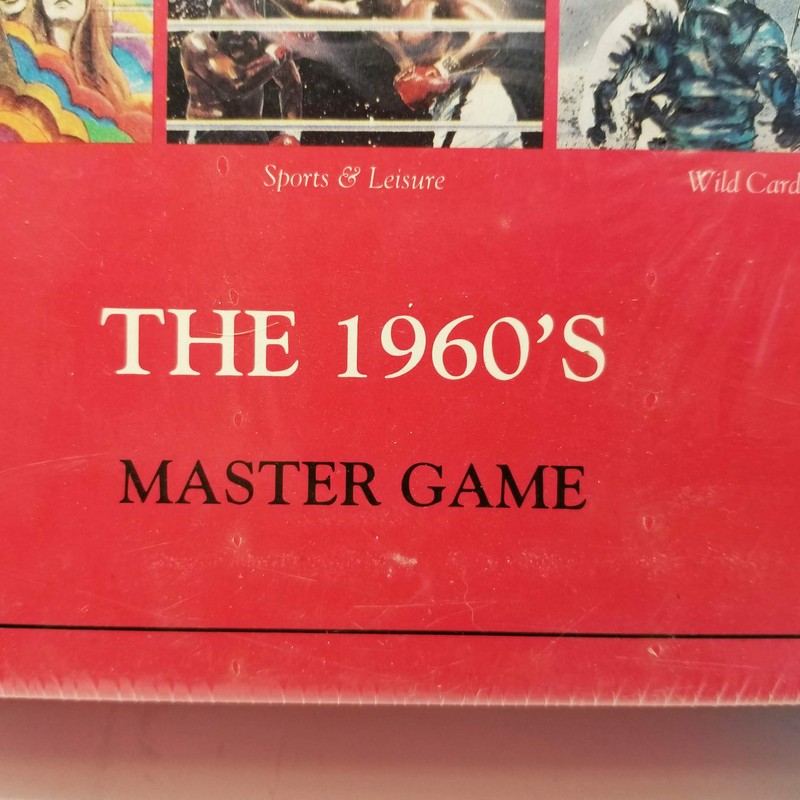 Sports & Leisure
Wild Card
THE 1960'S
MASTER GAME